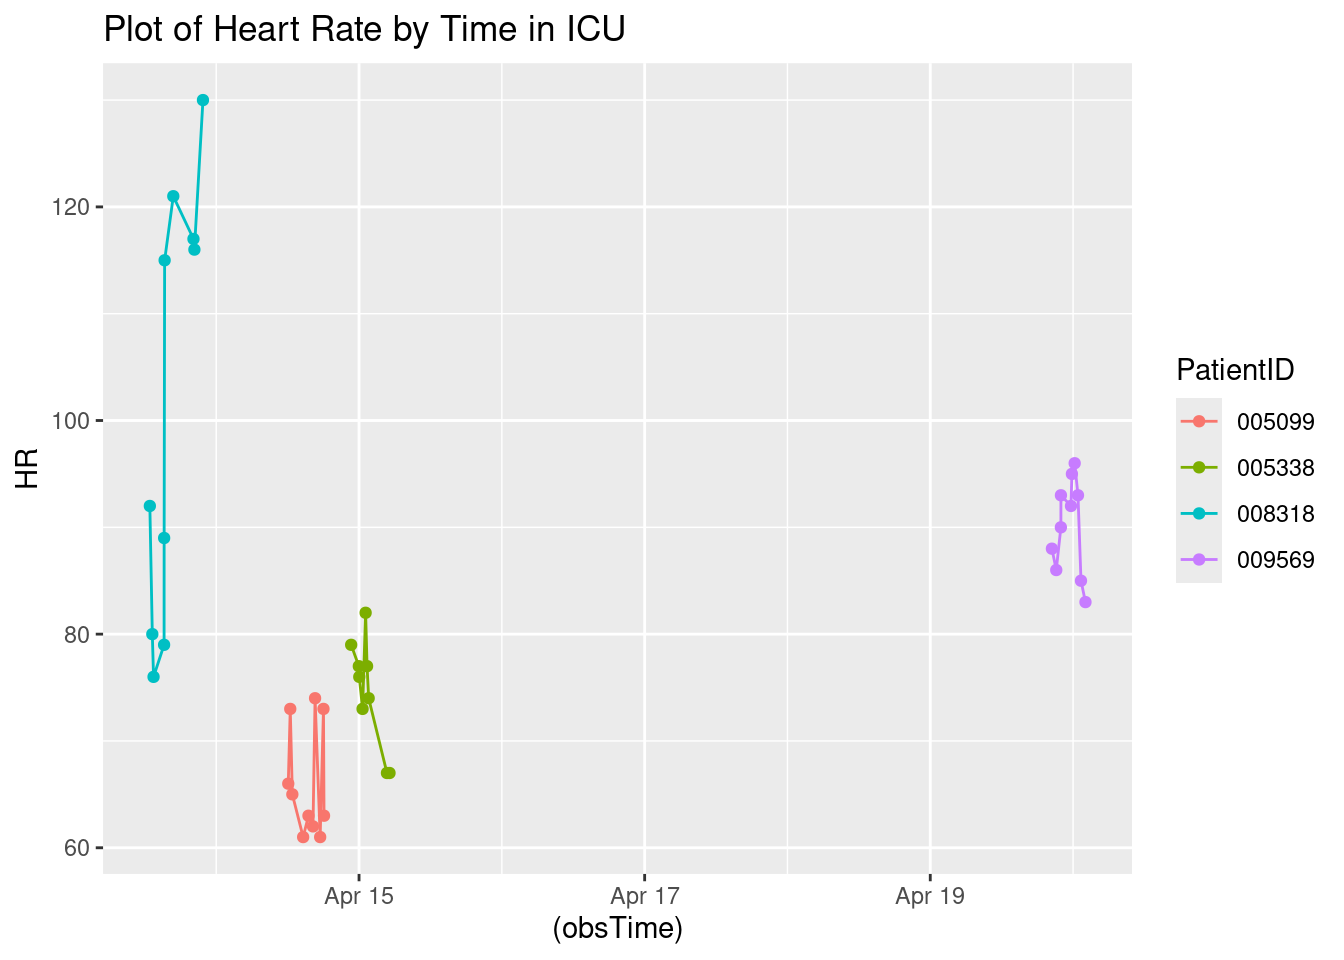 Plot of Heart Rate by Time in ICU
HR
120
100
80
60
Apr 15
Apr 17
Apr 19
(obsTime)
PatientID
005099
005338
008318
009569